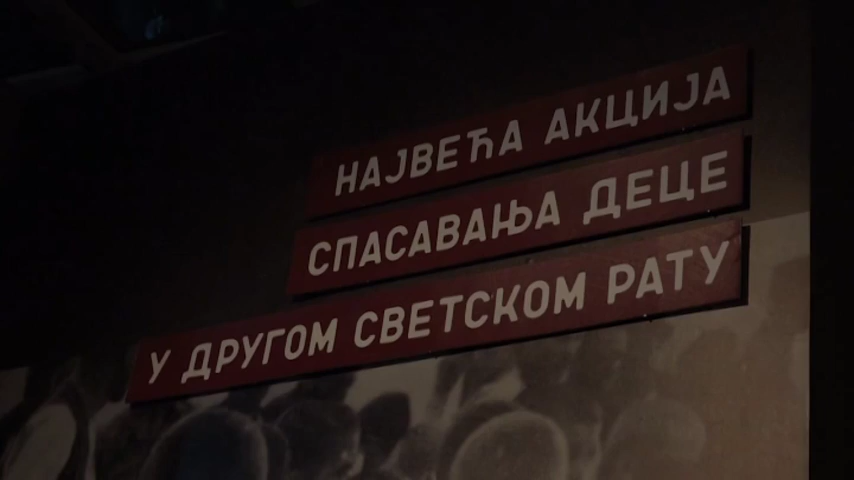 НАЈВЕЋА АКЦИЈА
СПАСАВАЊА ДЕЦЕ
У ДРУГОМ СВЕТСКОМ РАТУ